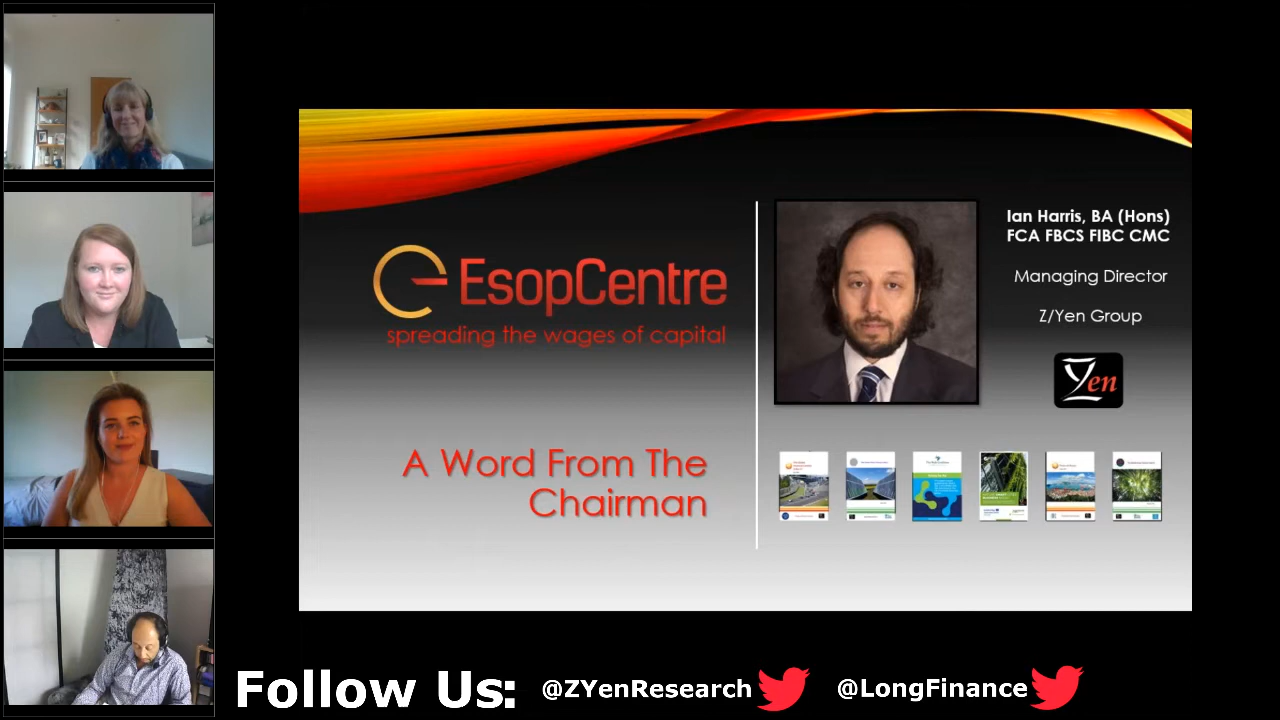 EsopCentre
spreading the wages of capital
A Word From The
Chairman
Ian Harris, BA (Hons)
FCA FBCS FIBC CMC
Managing Director
Z/Yen Group
Yen
Follow Us: @ZYenResearch @LongFinance